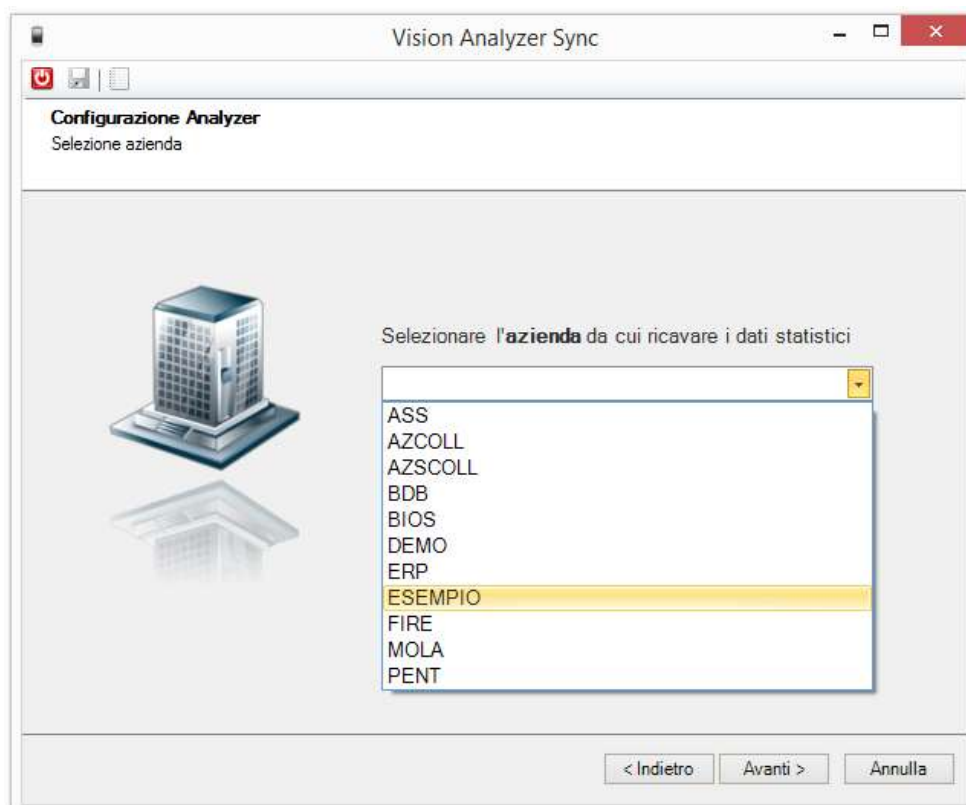 Vision Analyzer Sync
Configurazione Analyzer
Selezione azienda
Selezionare l'azienda da cui ricavare i dati statistici
ASS
AZCOLL
AZSCOLL
BDB
BIOS
DEMO
ERP
ESEMPIO
FIRE
MOLA
PENT
< Indietro Avanti > Annulla